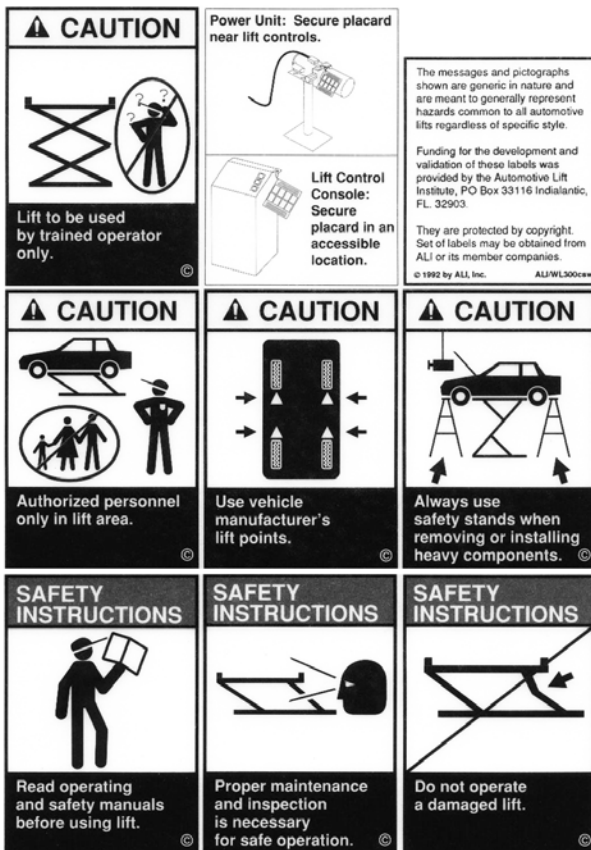 CAUTION
Lift to be used
by trained operator
only.
©
Power Unit: Secure placard
near lift controls.
Lift Control
Console:
Secure
placard in an
accessible
location.
The messages and pictographs
shown are generic in nature and
are meant to generally represent
hazards common to all automotive
lifts regardless of specific style.
Funding for the development and
validation of these labels was
provided by the Automotive Lift
Institute, PO Box 33116 Indialantic,
FL. 32903.
They are protected by copyright.
Set of labels may be obtained from
ALI or its member companies.
© 1992 by ALI, Inc. ALI/WL300csw
CAUTION
Authorized personnel
only in lift area.
©
CAUTION
Use vehicle
manufacturer's
lift points.
©
CAUTION
Always use
safety stands when
removing or installing
heavy components. ©
SAFETY
INSTRUCTIONS
Read operating
and safety manuals
before using lift.
©
SAFETY
INSTRUCTIONS
Proper maintenance
and inspection
is necessary
for safe operation. ©
SAFETY
INSTRUCTIONS
Do not operate
a damaged lift.
©